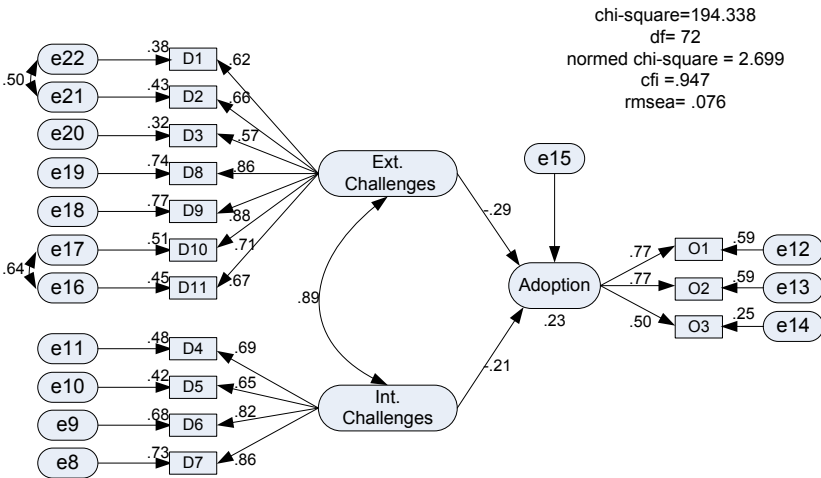 chi-square=194.338
df= 72
normed chi-square = 2.699
cfi =.947
rmsea= .076
e22 .38 D1 .62
.50
e21 .43 D2 .66
e20 .32 D3 .57
e19 .74 D8 .86
e18 .77 D9 .88
e17 .51 D10 .71
.64
e16 .45 D11 .67
Ext.
Challenges
e15
-.29
.89
Adoption
.23
.77 O1 .59 e12
.77 O2 .59 e13
.50 O3 .25 e14
-.21
e11 .48 D4 .69
e10 .42 D5 .65
e9 .68 D6 .82
e8 .73 D7 .86
Int.
Challenges